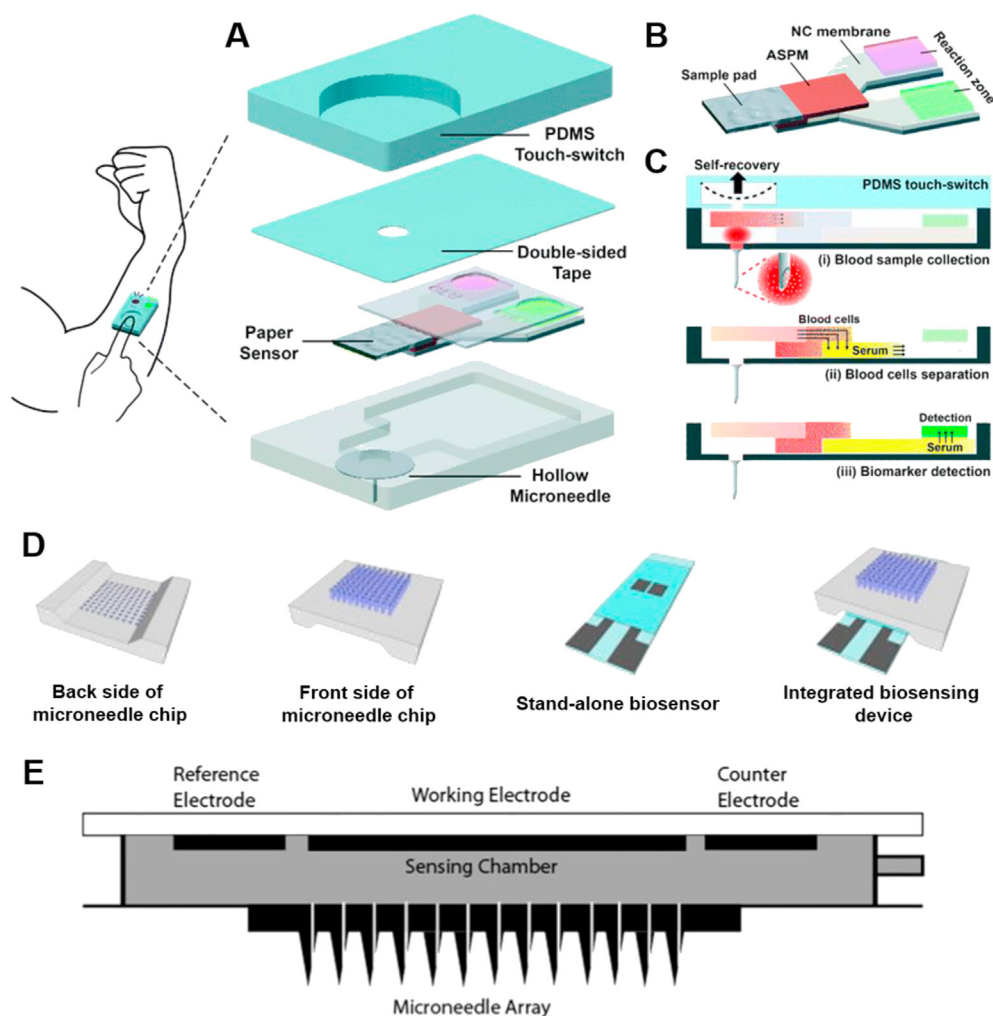 A
PDMS
Touch-switch
Double-sided
Tape
Paper
Sensor
Hollow
Microneedle
B
NC membrane
ASPM
Sample pad
Reaction zone
C
Self-recovery
PDMS touch-switch
(i) Blood sample collection
Blood cells
Serum
(ii) Blood cells separation
Detection
Serum
(iii) Biomarker detection
D
Back side of
microneedle chip
Front side of
microneedle chip
Stand-alone biosensor
Integrated biosensing
device
E
Reference
Electrode
Working Electrode
Counter
Electrode
Sensing Chamber
Microneedle Array